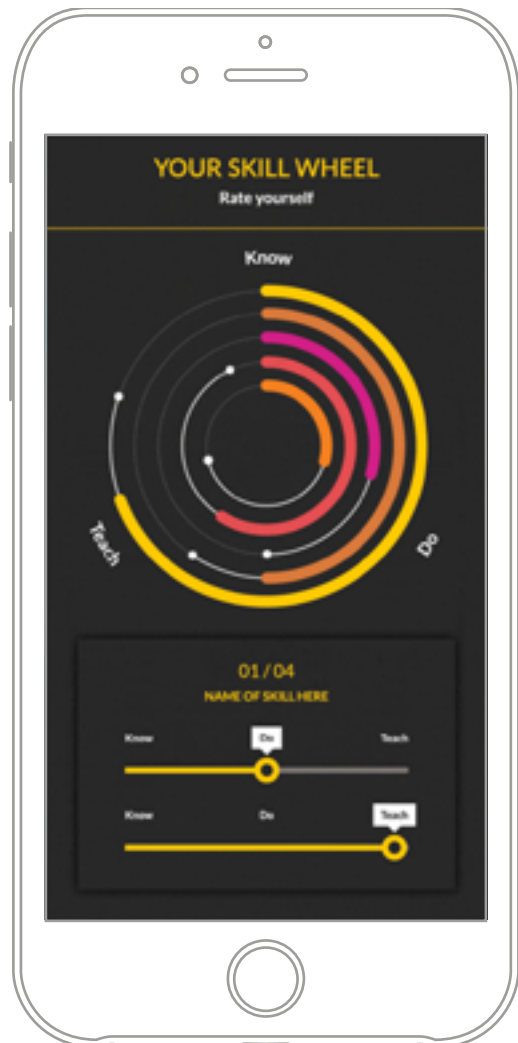 YOUR SKILL WHEEL
Rate yourself
Know
Teach
Do
01 / 04
NAME OF SKILL HERE
Know Do Teach
Know Do Teach